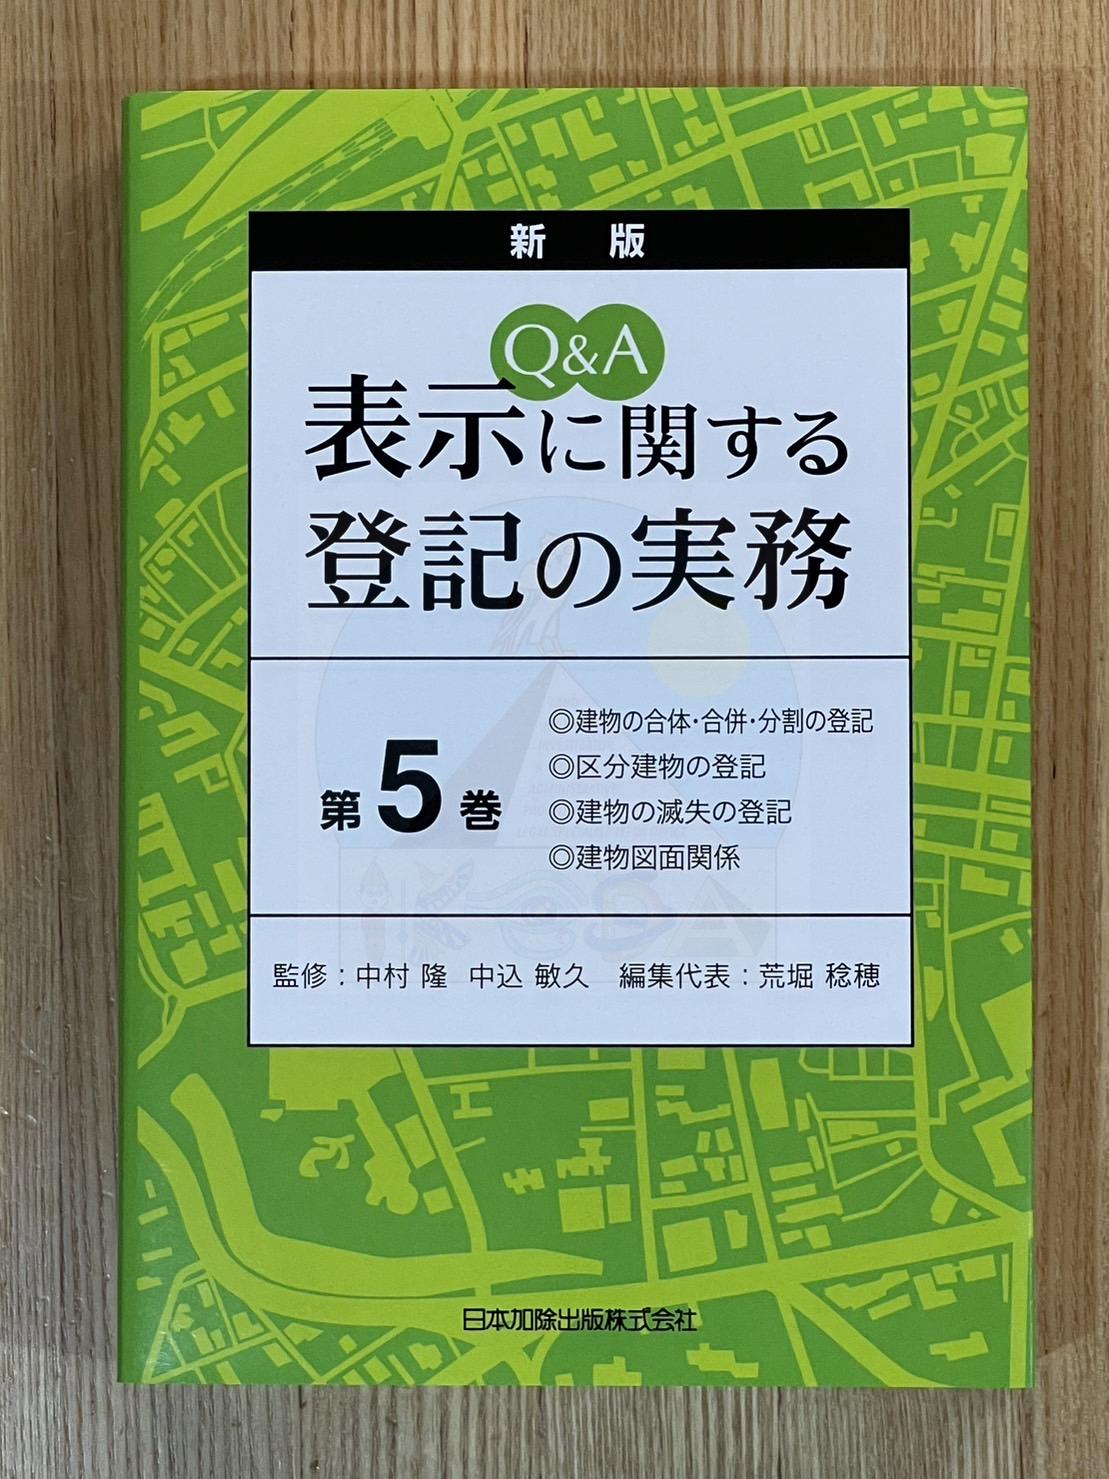 新 版
Q&A
表示に関する
登記の実務
第5巻
◎建物の合体・合併・分割の登記
◎区分建物の登記
◎建物の滅失の登記
◎建物図面関係
監修：中村 隆 中込 敏久 編集代表：荒堀 稔穂
日本加除出版株式会社